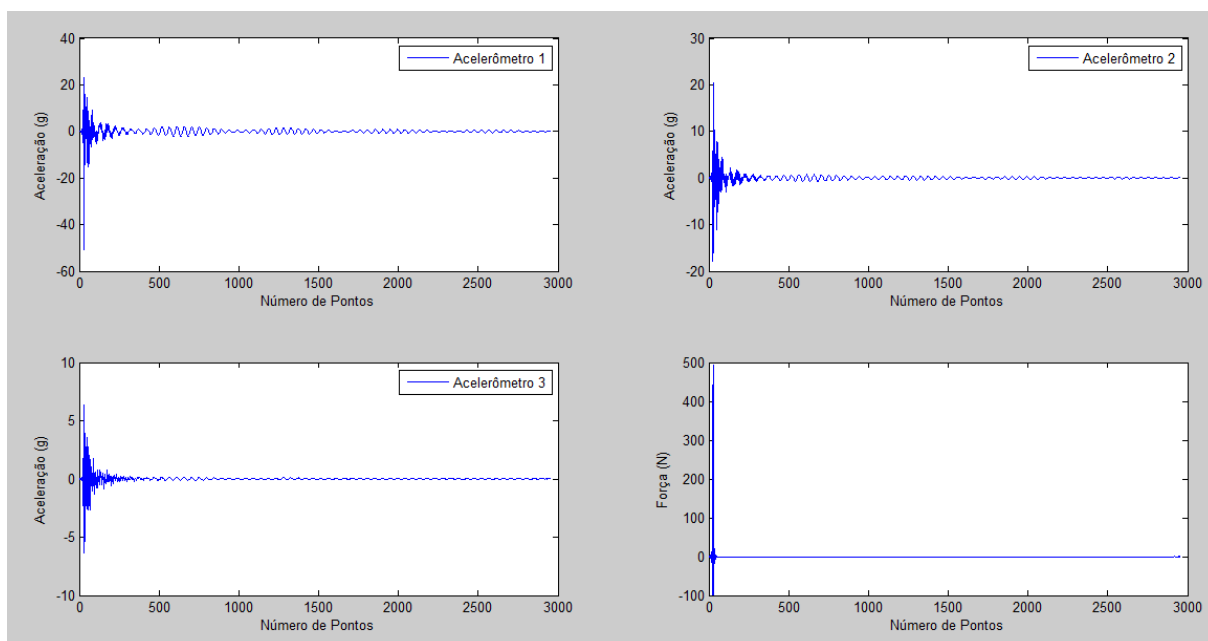 40
20
0
-20
-40
-60
Aceleração (g)
Acelerômetro 1
0 500 1000 1500 2000 2500 3000
Número de Pontos
30
20
10
0
-10
-20
Aceleração (g)
Acelerômetro 2
0 500 1000 1500 2000 2500 3000
Número de Pontos
10
5
0
-5
-10
Aceleração (g)
Acelerômetro 3
0 500 1000 1500 2000 2500 3000
Número de Pontos
500
400
300
200
100
0
-100
Força (N)
0 500 1000 1500 2000 2500 3000
Número de Pontos